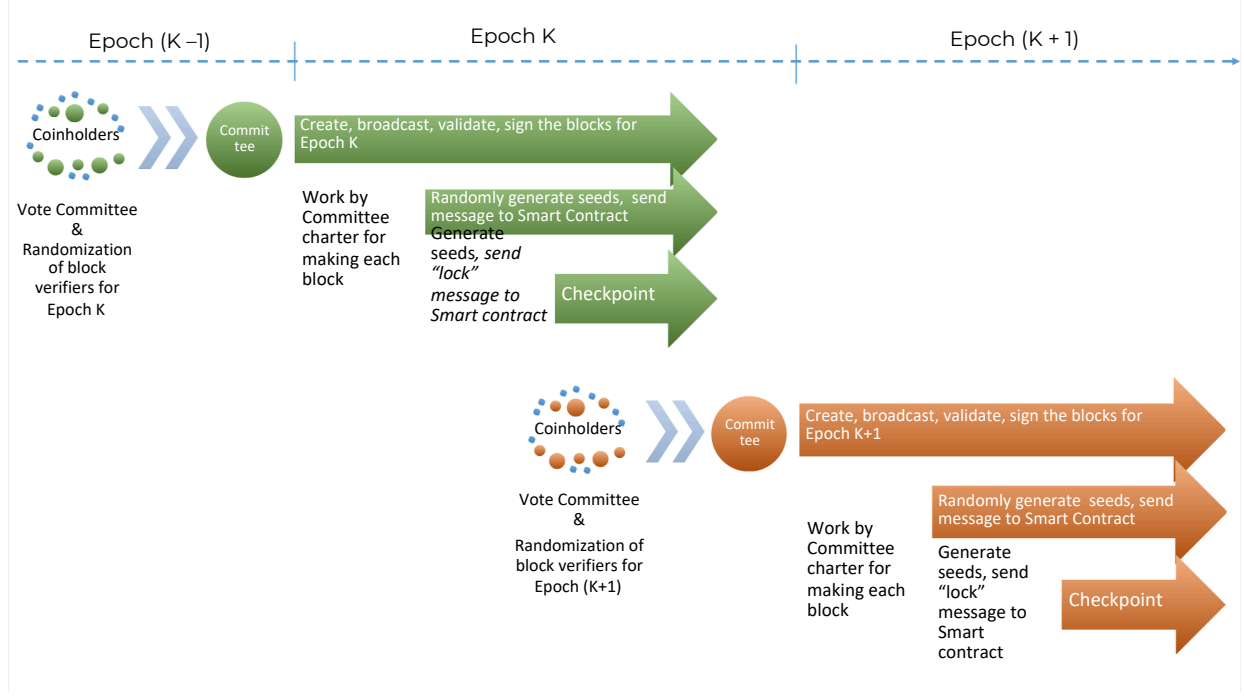 Epoch (K –1)
Epoch K
Epoch (K + 1)
Coinholders
Commit
tee
Create, broadcast, validate, sign the blocks for
Epoch K
Vote Committee
&
Randomization
of block
verifiers for
Epoch K
Work by
Committee
charter for
making each
block
Randomly generate seeds, send
message to Smart Contract
Generate
seeds, send
“lock”
message to
Smart contract
Checkpoint
Coinholders
Commit
tee
Create, broadcast, validate, sign the blocks for
Epoch K+1
Vote Committee
&
Randomization of
block verifiers for
Epoch (K+1)
Work by
Committee
charter for
making each
block
Randomly generate seeds, send
message to Smart Contract
Generate
seeds, send
“lock”
message to
Smart
contract
Checkpoint